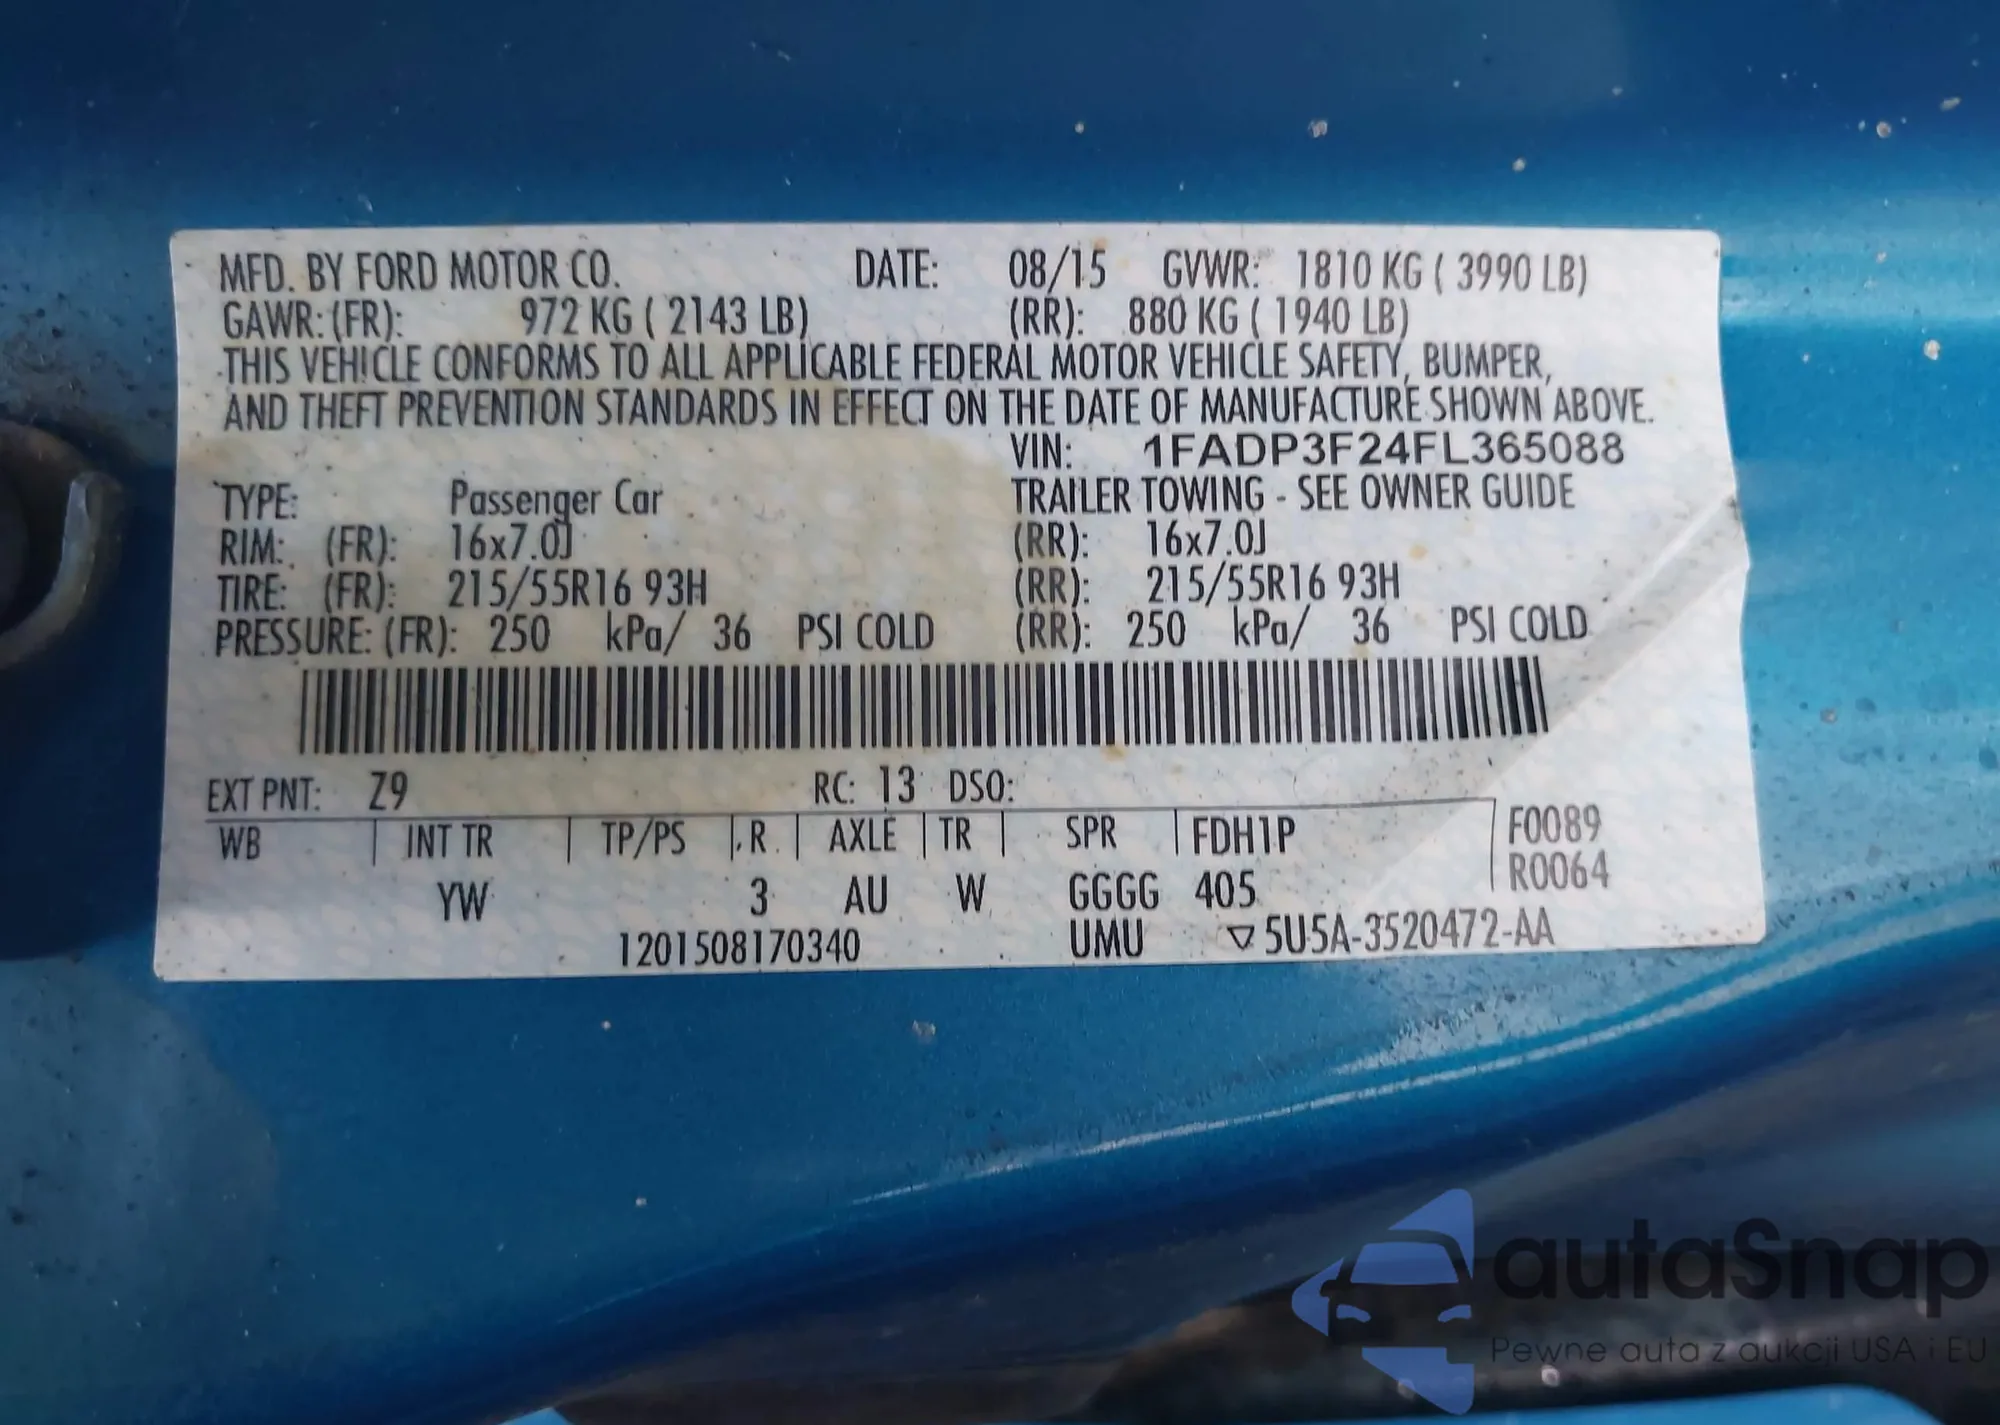 MFD. BY FORD MOTOR CO. DATE: 08/15 GVWR: 1810 KG ( 3990 LB)
GAWR: (FR): 972 KG ( 2143 LB) (RR): 880 KG ( 1940 LB)
THIS VEHICLE CONFORMS TO ALL APPLICABLE FEDERAL MOTOR VEHICLE SAFETY, BUMPER,
AND THEFT PREVENTION STANDARDS IN EFFECT ON THE DATE OF MANUFACTURE SHOWN ABOVE.
VIN: 1FADP3F24FL365088
TYPE: Passenger Car TRAILER TOWING - SEE OWNER GUIDE
RIM: (FR): 16x7.0J (RR): 16x7.0J
TIRE: (FR): 215/55R16 93H (RR): 215/55R16 93H
PRESSURE: (FR): 250 kPa/ 36 PSI COLD (RR): 250 kPa/ 36 PSI COLD
EXT PNT: Z9 RC: 13 DSO:
WB INT TR TP/PS R AXLE TR SPR FDH1P F0089
R0064
YW 3 AU W GGGG 405
1201508170340 UMU ▽ 5U5A-3520472-AA
autaSnap
Pewne auta z aukcji USA i EU